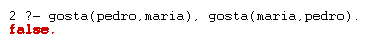 2 ?- gosta(pedro,maria), gosta(maria,pedro).
false.